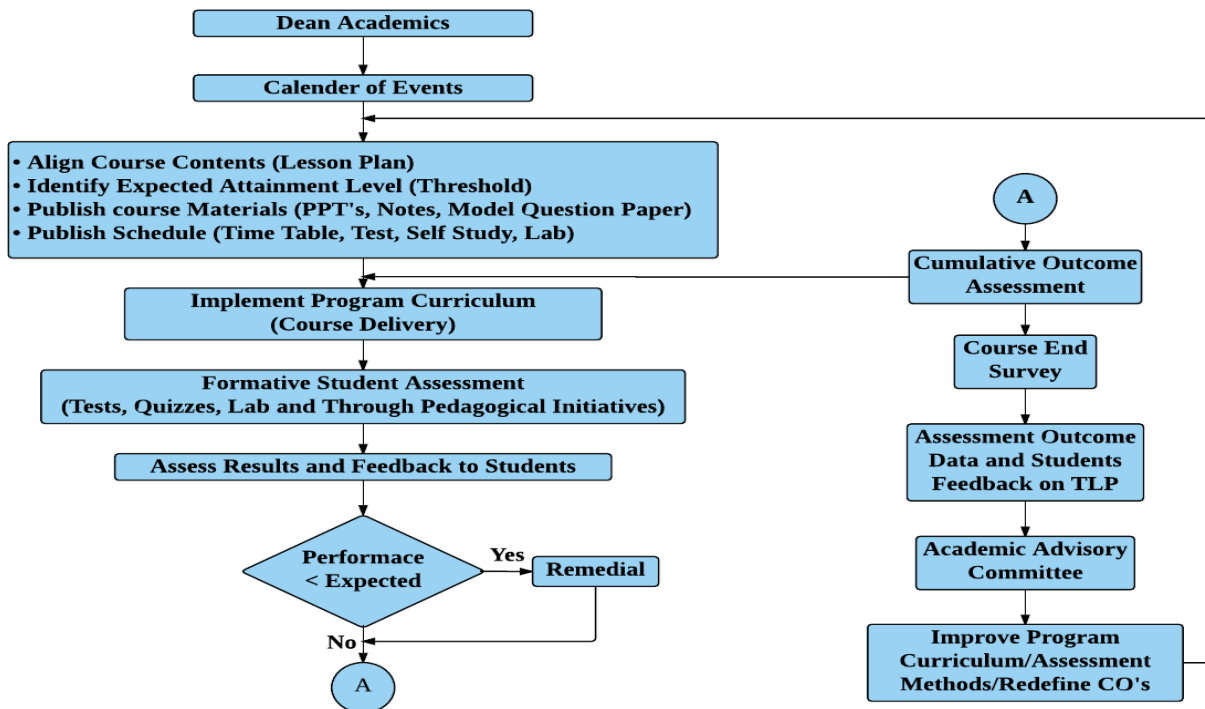 Dean Academics
Calender of Events
• Align Course Contents (Lesson Plan)
• Identify Expected Attainment Level (Threshold)
• Publish course Materials (PPT's, Notes, Model Question Paper)
• Publish Schedule (Time Table, Test, Self Study, Lab)
Implement Program Curriculum
(Course Delivery)
Formative Student Assessment
(Tests, Quizzes, Lab and Through Pedagogical Initiatives)
Assess Results and Feedback to Students
Performace
< Expected
Yes
Remedial
No
A
A
Cumulative Outcome
Assessment
Course End
Survey
Assessment Outcome
Data and Students
Feedback on TLP
Academic Advisory
Committee
Improve Program
Curriculum/Assessment
Methods/Redefine CO's